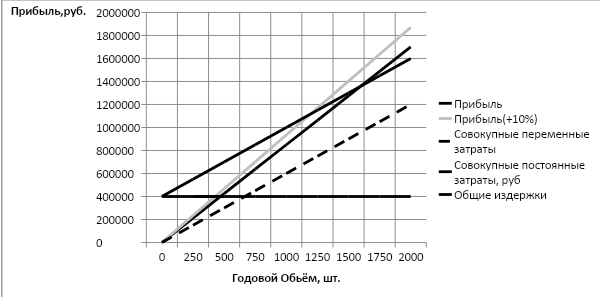 Прибыль,руб.
2000000
1800000
1600000
1400000
1200000
1000000
800000
600000
400000
200000
0
0 250 500 750 1000 1250 1500 1750 2000
Годовой Обьём, шт.
Прибыль
Прибыль(+10%)
Совокупные переменные
затраты
Совокупные постоянные
затраты, руб
Общие издержки